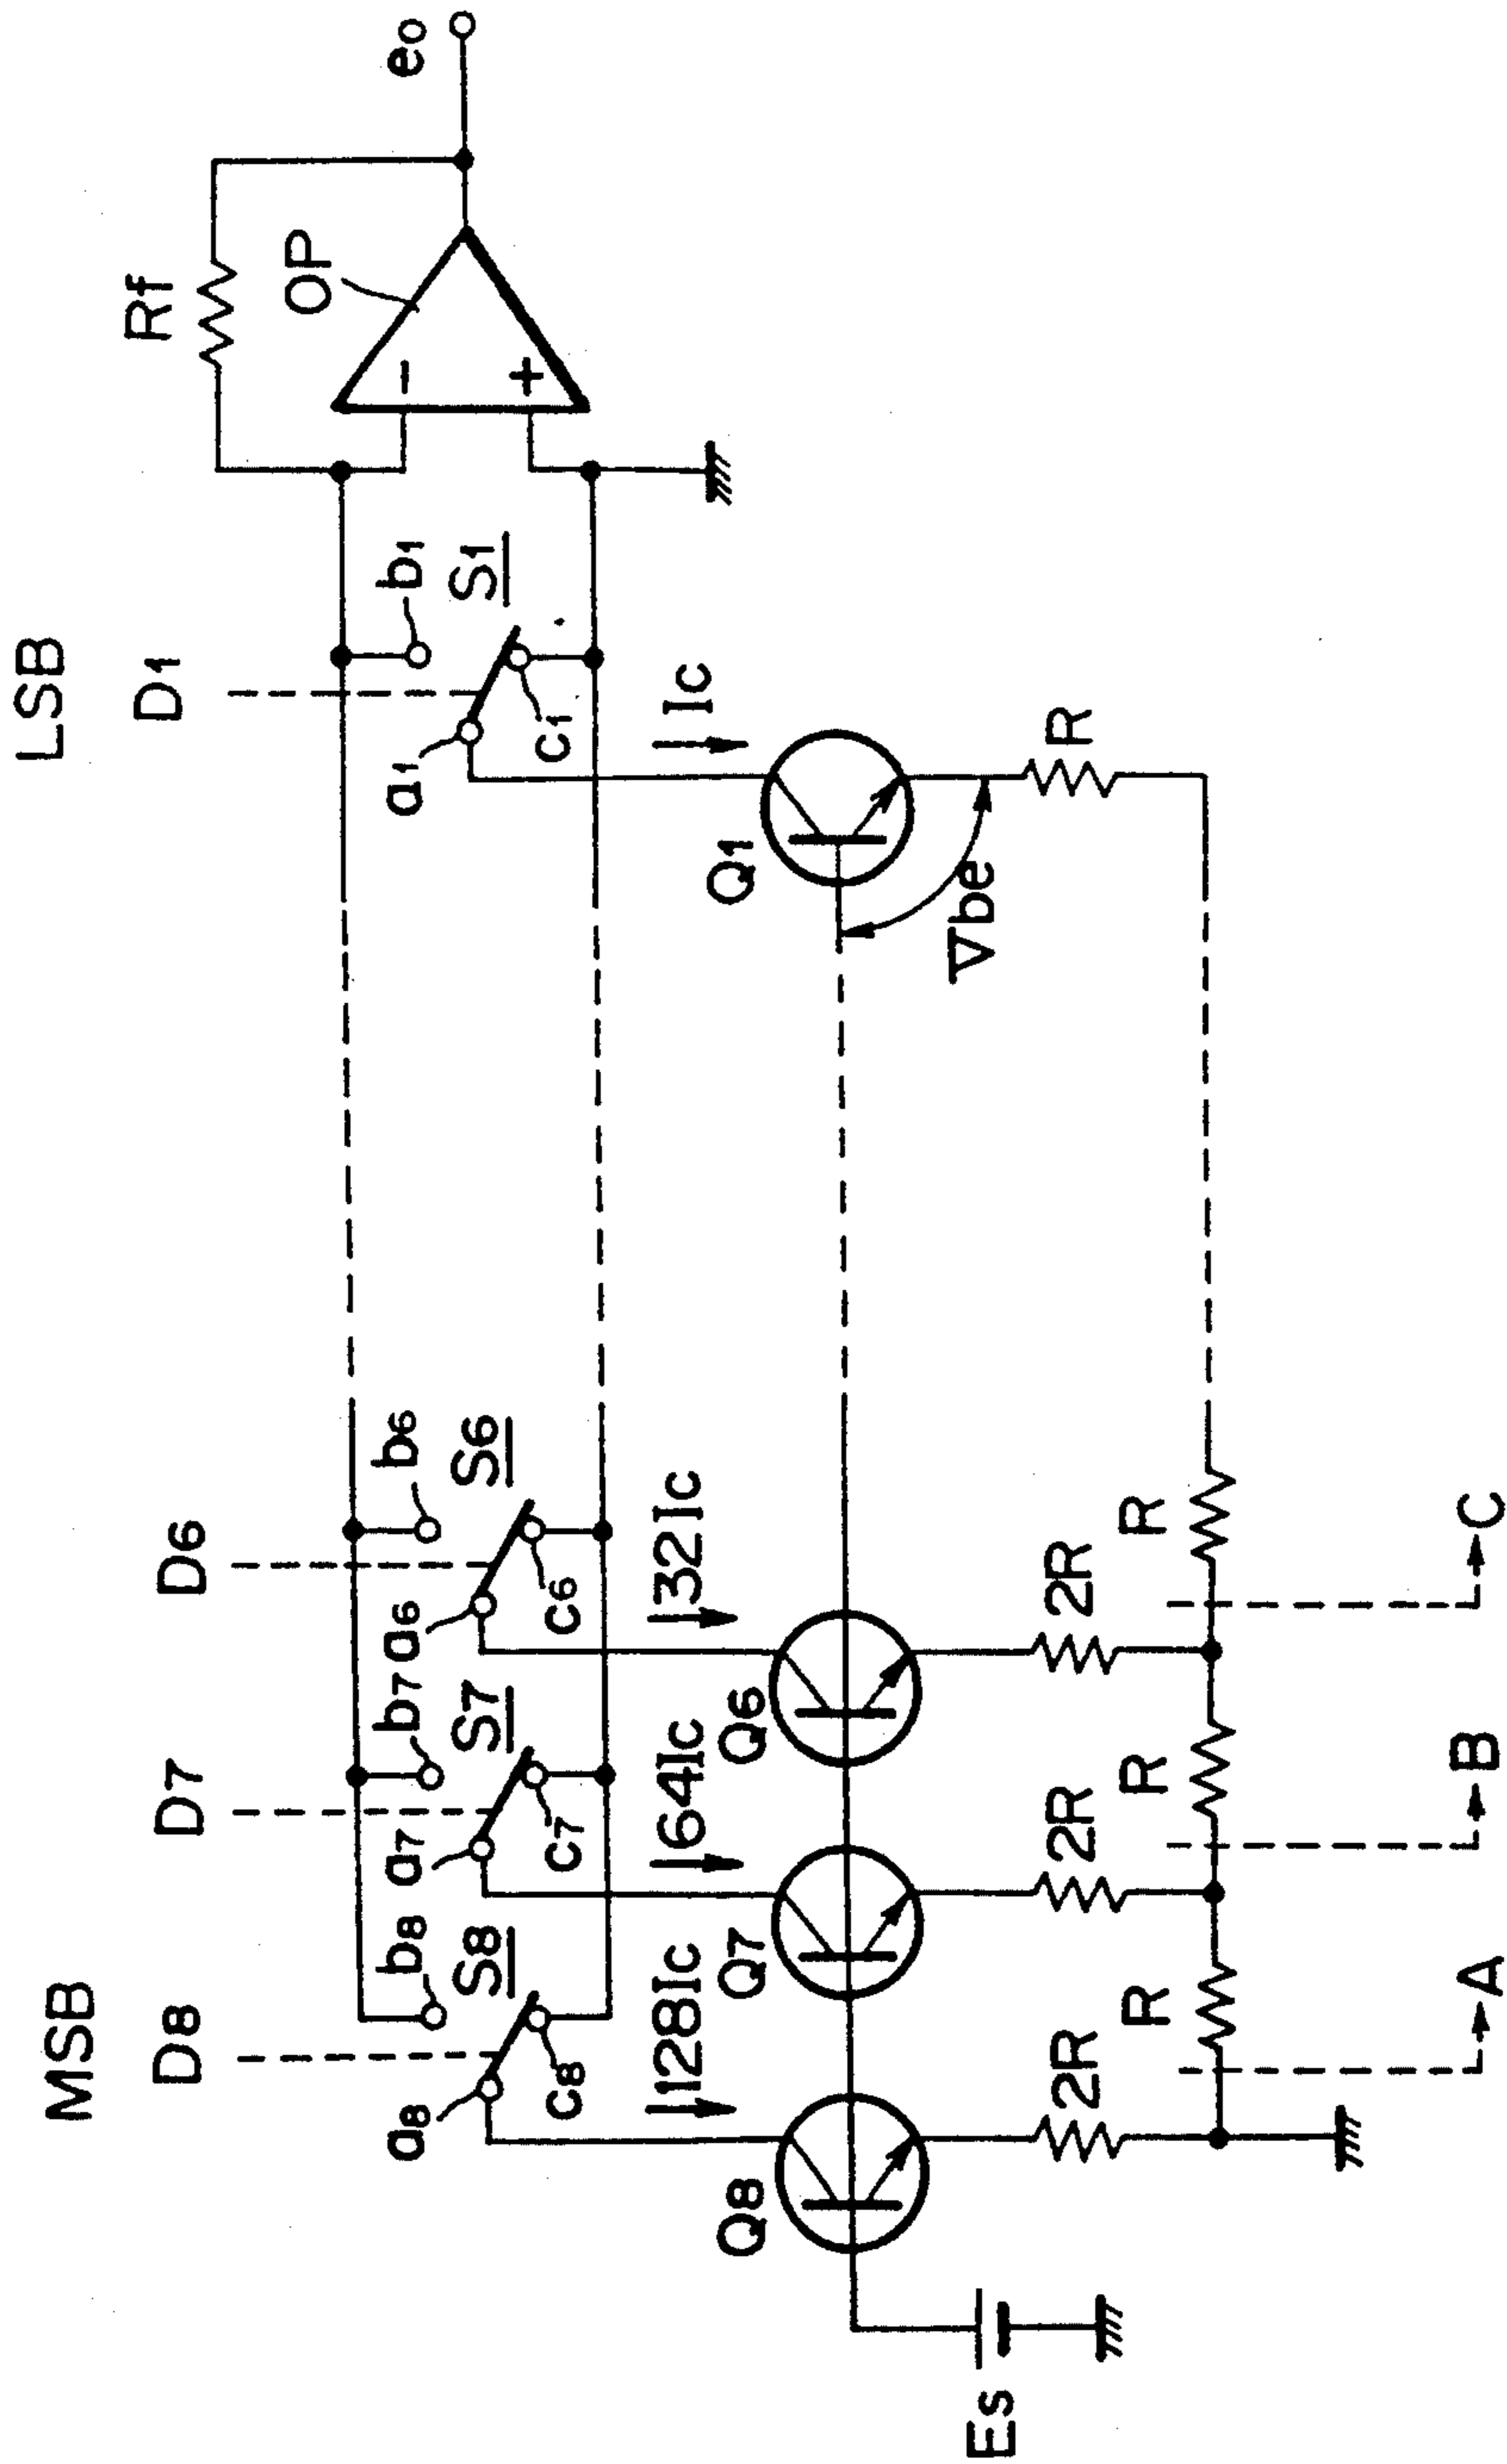 MSB
LSB
D8
D7
D6
D1
Rf
OP
e0
b8
b7
b6
b1
a8
S8
a7
S7
a6
S6
a1
S1
c8
c7
c6
c1
128Ic
64Ic
32Ic
Ic
Q8
Q7
Q6
Q1
Vbe
Es
2R
2R
2R
R
R
R
R
A
B
C